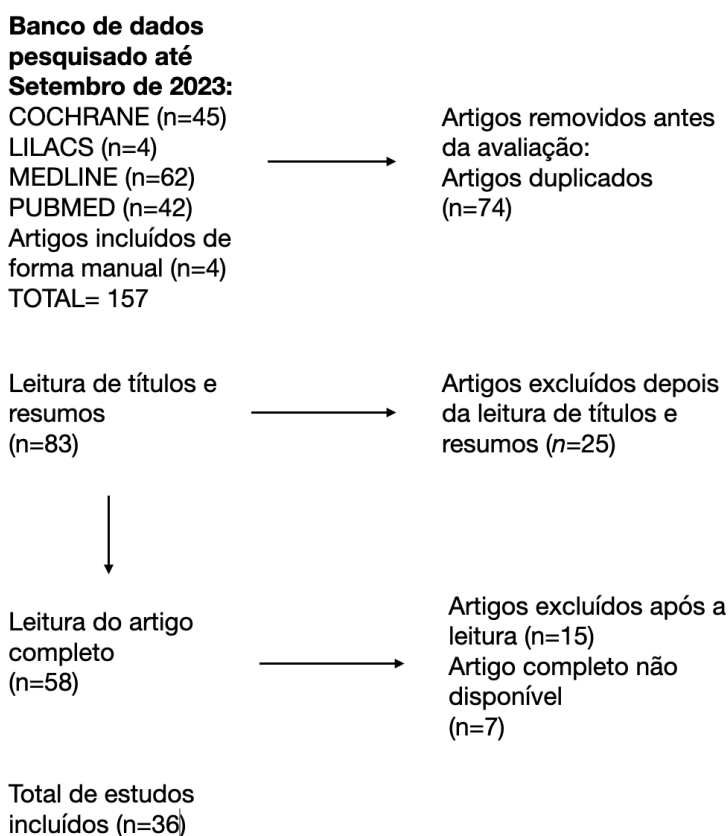 Banco de dados
pesquisado até
Setembro de 2023:
COCHRANE (n=45)
LILACS (n=4)
MEDLINE (n=62)
PUBMED (n=42)
Artigos incluídos de
forma manual (n=4)
TOTAL= 157
Artigos removidos antes
da avaliação:
Artigos duplicados
(n=74)
Leitura de títulos e
resumos
(n=83)
Artigos excluídos depois
da leitura de títulos e
resumos (n=25)
Leitura do artigo
completo
(n=58)
Artigos excluídos após a
leitura (n=15)
Artigo completo não
disponível
(n=7)
Total de estudos
incluídos (n=36)